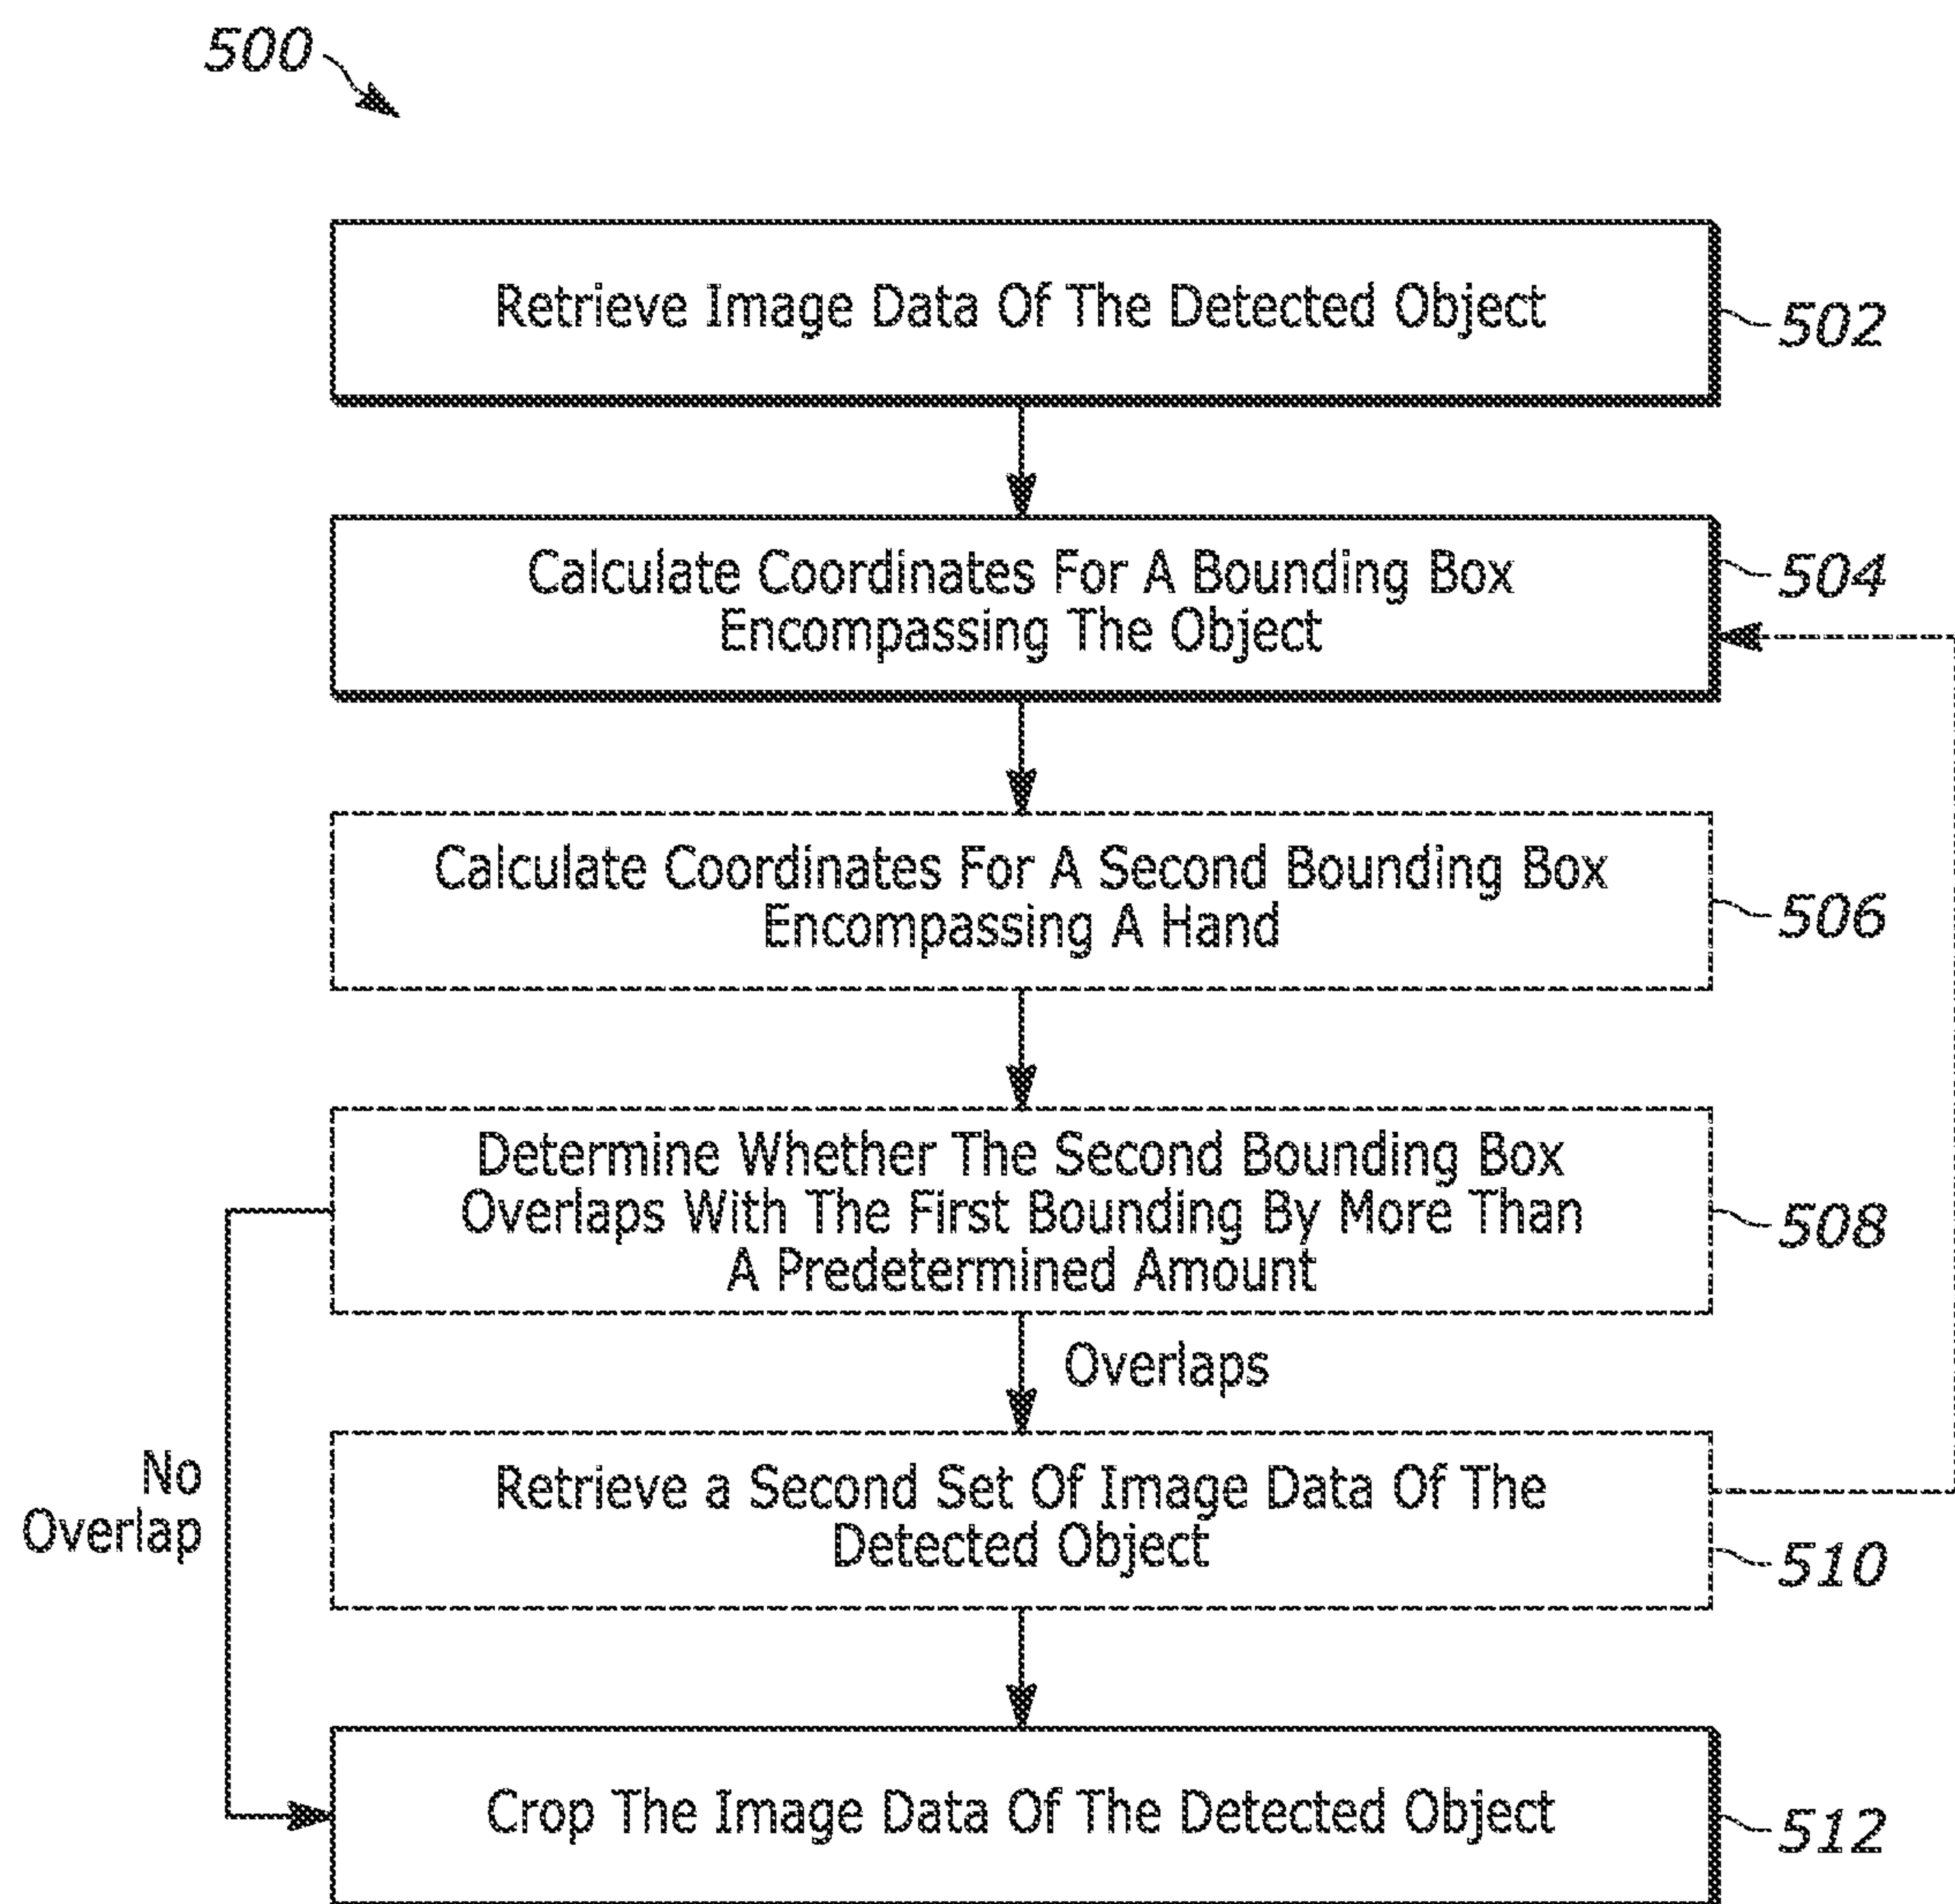 500
Retrieve Image Data Of The Detected Object
502
Calculate Coordinates For A Bounding Box
Encompassing The Object
504
Calculate Coordinates For A Second Bounding Box
Encompassing A Hand
506
Determine Whether The Second Bounding Box
Overlaps With The First Bounding By More Than
A Predetermined Amount
508
Overlaps
No
Overlap
Retrieve a Second Set Of Image Data Of The
Detected Object
510
Crop The Image Data Of The Detected Object
512